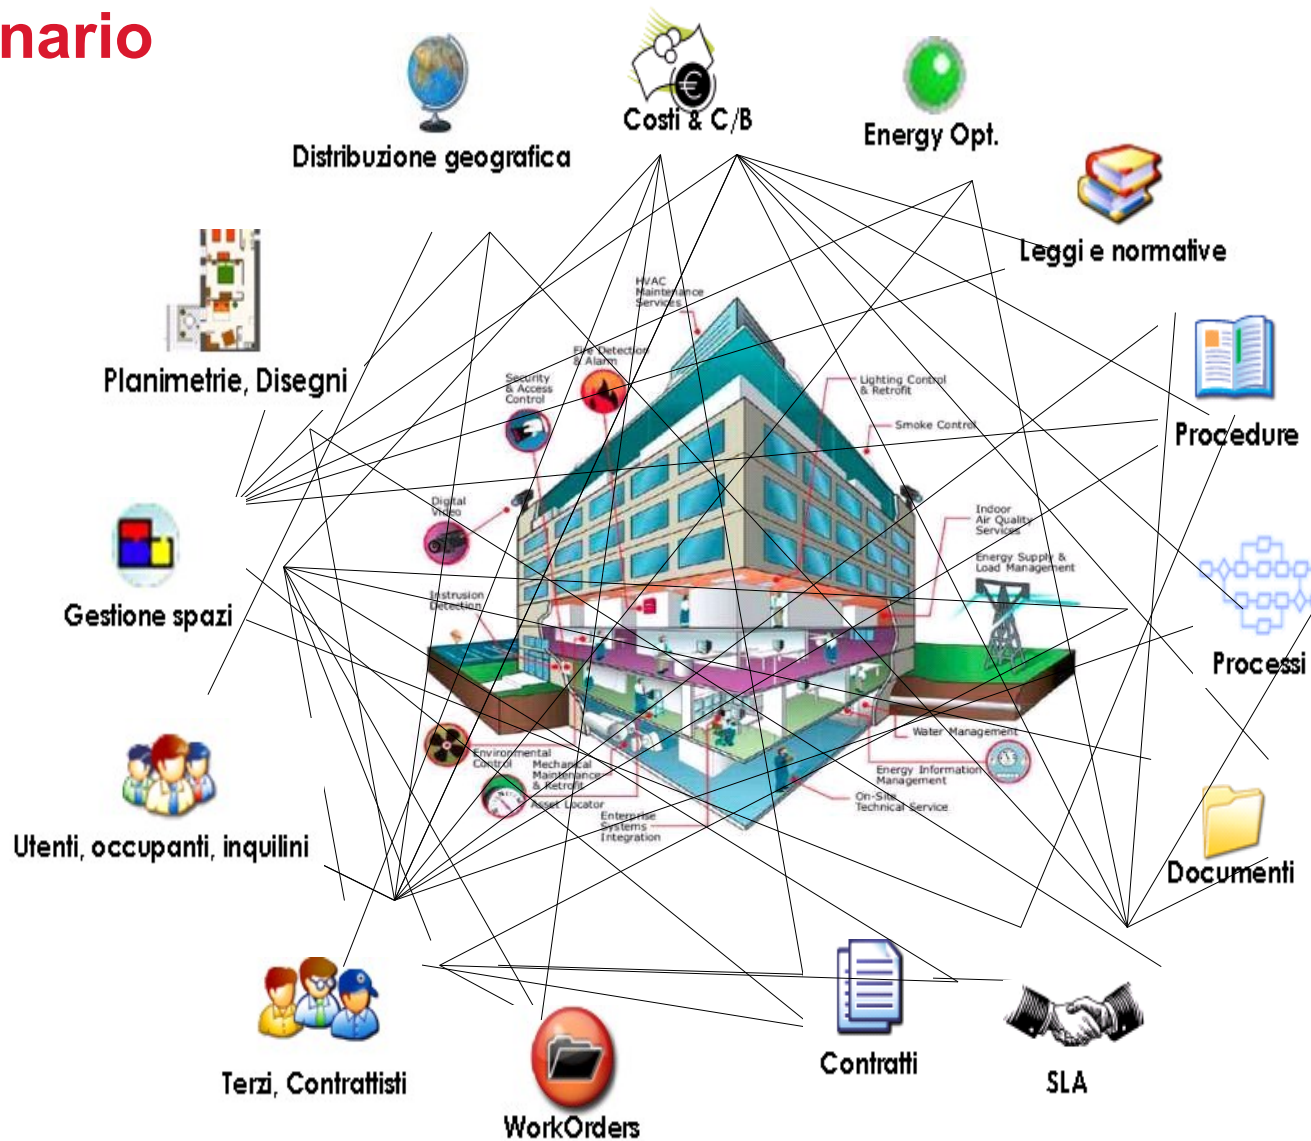 nario
Costi & C/B
Energy Opt.
Distribuzione geografica
Leggi e normative
HVAC
Maintenance
Services
Fire Detection
& Alarm
Security
& Access
Control
Planimetrie, Disegni
Lighting Control
& Retrofit
Smoke Control
Procedure
Digital
Video
Indoor
Air Quality
Services
Energy Supply &
Load Management
Instrusion
Detection
Gestione spazi
Processi
Water Management
Environmental
Control
Mechanical
Maintenance
& Retrofit
Asset Locator
Energy Information
Management
On-Site
Technical Service
Enterprise
Systems
Integration
Utenti, occupanti, inquilini
Documenti
Contratti
Terzi, Contrattisti
SLA
WorkOrders